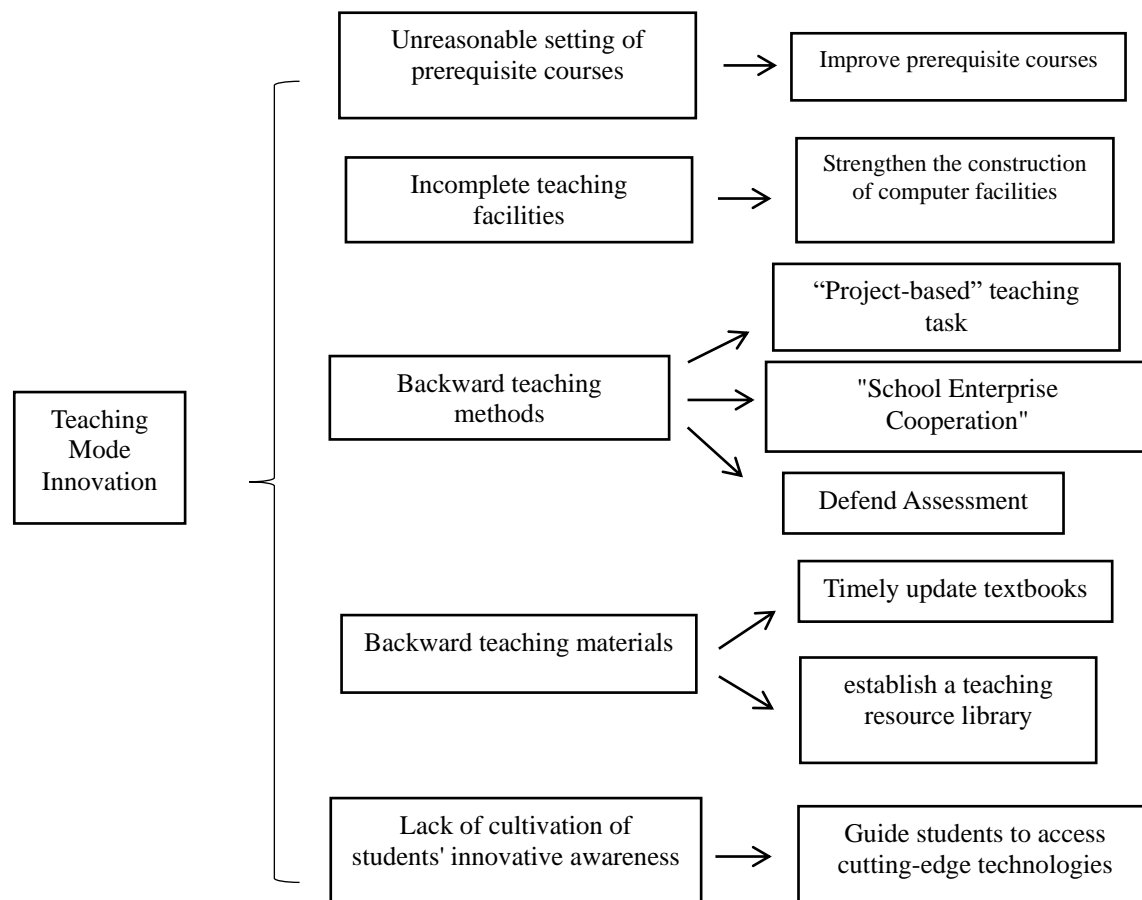 Unreasonable setting of
prerequisite courses
Improve prerequisite courses
Incomplete teaching
facilities
Strengthen the construction
of computer facilities
“Project-based” teaching
task
Backward teaching
methods
"School Enterprise
Cooperation"
Defend Assessment
Teaching
Mode
Innovation
Backward teaching materials
Timely update textbooks
establish a teaching
resource library
Lack of cultivation of
students' innovative awareness
Guide students to access
cutting-edge technologies